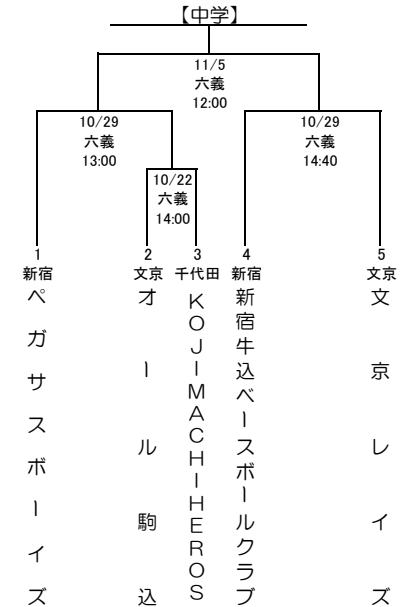 【中学】
11/5
六義
12:00
10/29
六義
13:00
10/29
六義
14:40
10/22
六義
14:00
1
新宿
ペガサスボーイズ
2
文京
オール駒込
3
千代田
KOJIMACHIHEROS
4
新宿
新宿牛込ベースボールクラブ
5
文京
文京レイズ